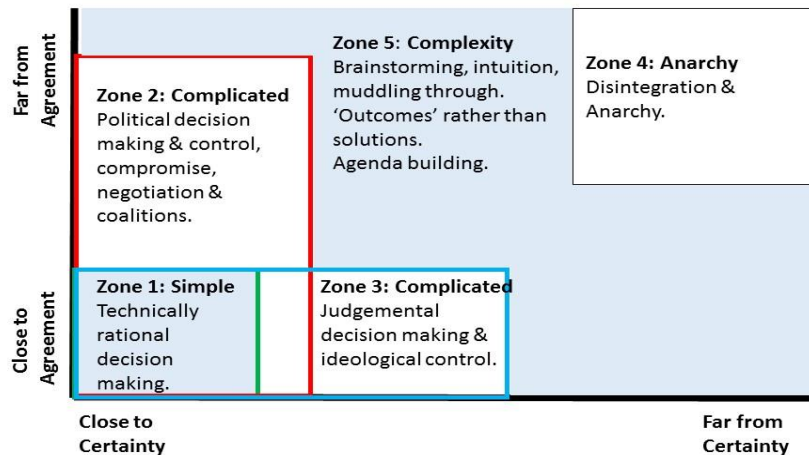 Far from
Agreement
Close to
Agreement
Zone 2: Complicated
Political decision
making & control,
compromise,
negotiation &
coalitions.
Zone 5: Complexity
Brainstorming, intuition,
muddling through.
‘Outcomes’ rather than
solutions.
Agenda building.
Zone 4: Anarchy
Disintegration &
Anarchy.
Zone 1: Simple
Technically
rational
decision
making.
Zone 3: Complicated
Judgemental
decision making &
ideological control.
Close to
Certainty
Far from
Certainty